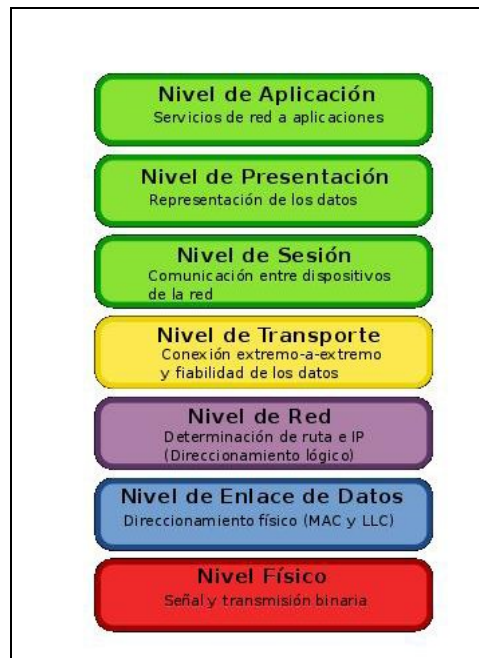 Nivel de Aplicación
Servicios de red a aplicaciones
Nivel de Presentación
Representación de los datos
Nivel de Sesión
Comunicación entre dispositivos
de la red
Nivel de Transporte
Conexión extremo-a-extremo
y fiabilidad de los datos
Nivel de Red
Determinación de ruta e IP
(Direccionamiento lógico)
Nivel de Enlace de Datos
Direccionamiento físico (MAC y LLC)
Nivel Físico
Señal y transmisión binaria